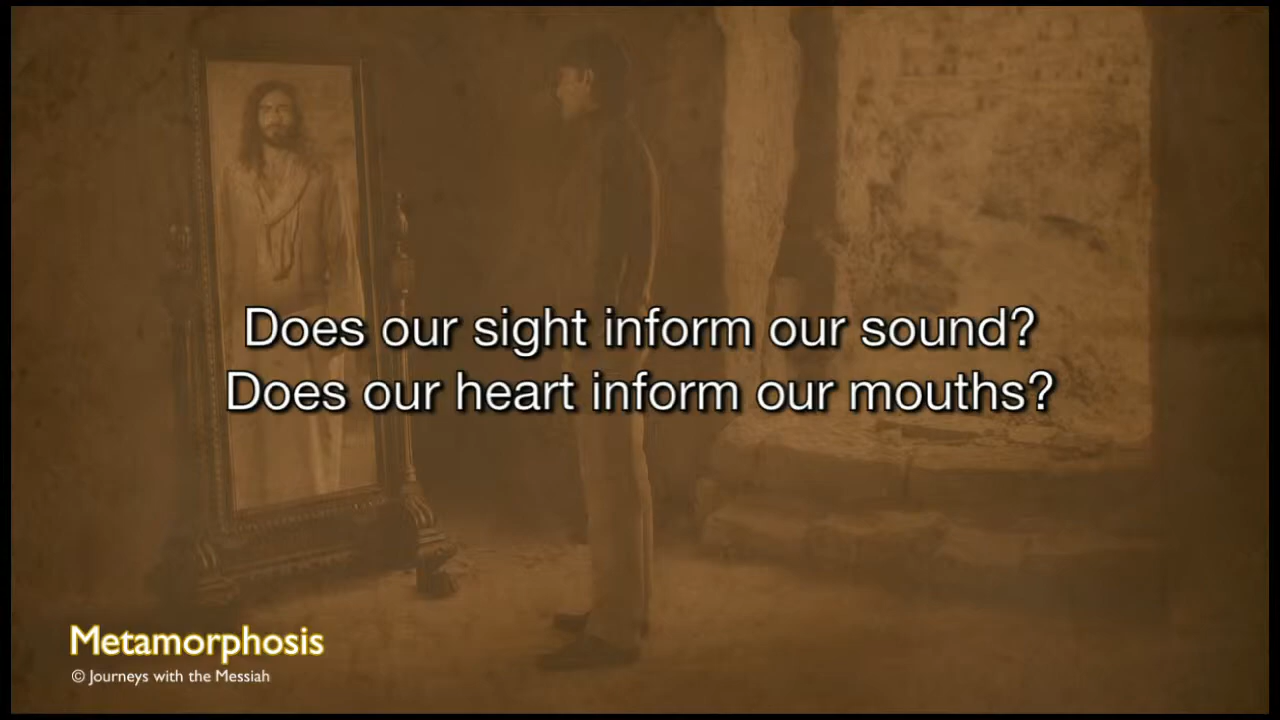 Does our sight inform our sound?
Does our heart inform our mouths?
Metamorphosis
© Journeys with the Messiah